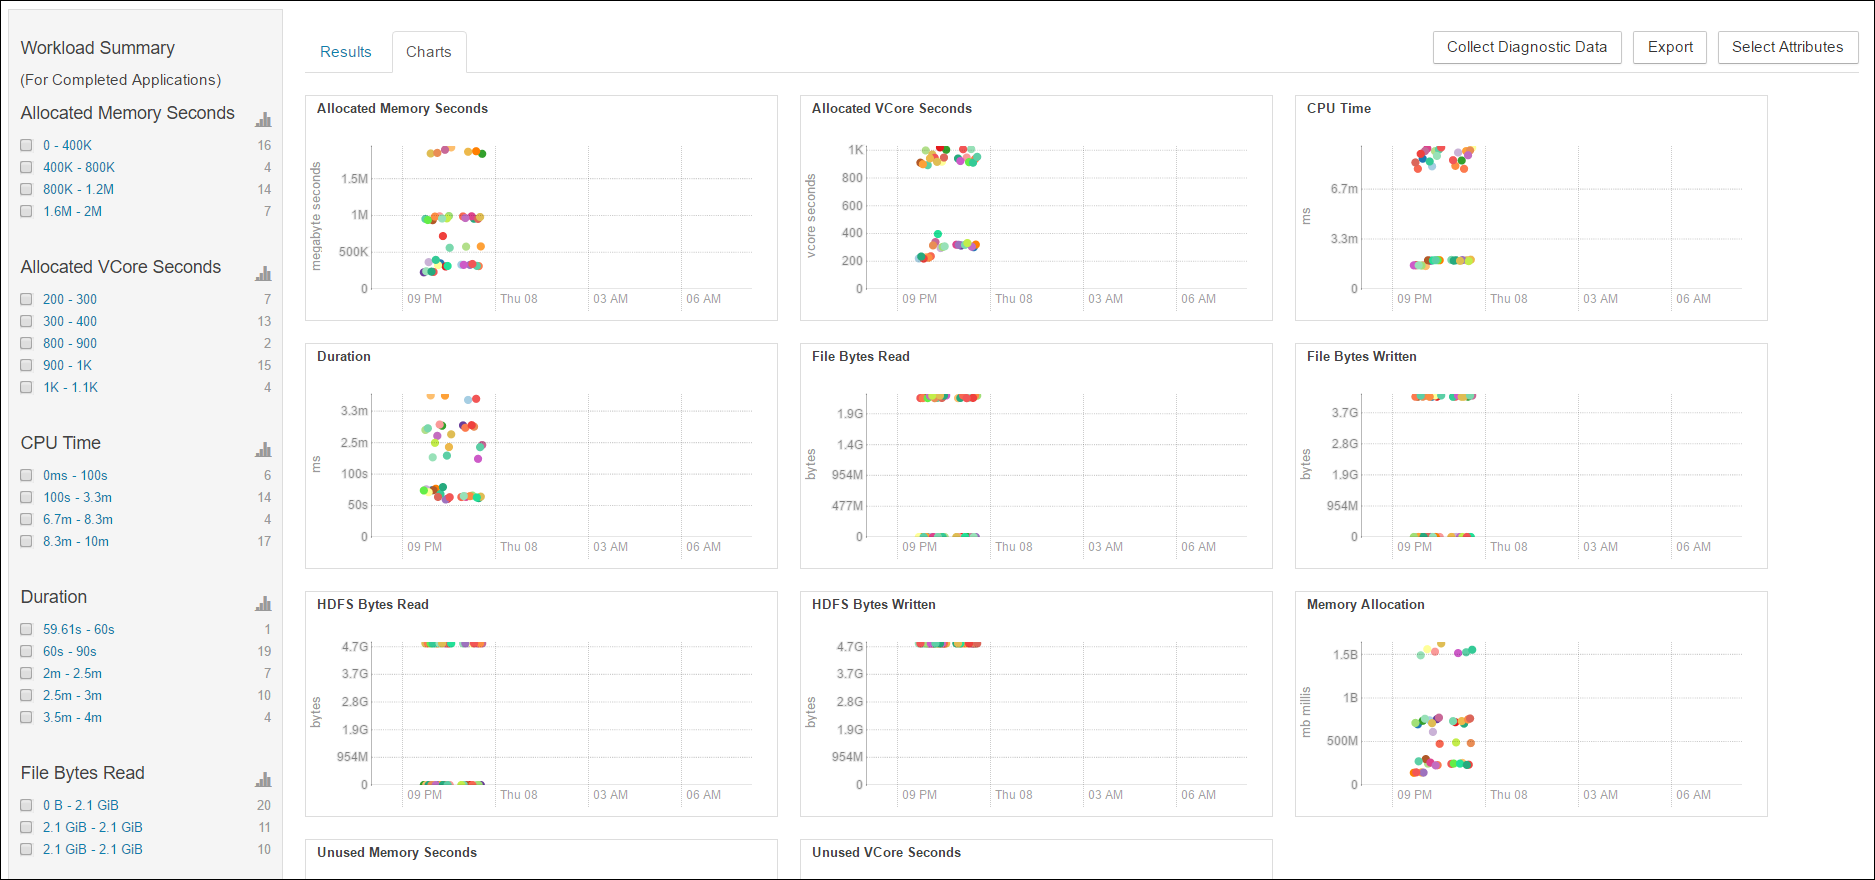 Workload Summary
(For Completed Applications)
Allocated Memory Seconds
0 - 400K 16
400K - 800K 4
800K - 1.2M 14
1.6M - 2M 7
Allocated VCore Seconds
200 - 300 7
300 - 400 13
800 - 900 2
900 - 1K 15
1K - 1.1K 4
CPU Time
0ms - 100s 6
100s - 3.3m 14
6.7m - 8.3m 4
8.3m - 10m 17
Duration
59.61s - 60s 1
60s - 90s 19
2m - 2.5m 7
2.5m - 3m 10
3.5m - 4m 4
File Bytes Read
0 B - 2.1 GiB 20
2.1 GiB - 2.1 GiB 11
2.1 GiB - 2.1 GiB 10
Results Charts Collect Diagnostic Data Export Select Attributes
Allocated Memory Seconds
megabyte seconds
1.5M
1M
500K
0
09 PM Thu 08 03 AM 06 AM
Allocated VCore Seconds
vcore seconds
1K
800
600
400
200
0
09 PM Thu 08 03 AM 06 AM
CPU Time
ms
6.7m
3.3m
0
09 PM Thu 08 03 AM 06 AM
Duration
ms
3.3m
2.5m
100s
50s
0
09 PM Thu 08 03 AM 06 AM
File Bytes Read
bytes
1.9G
1.4G
954M
477M
0
09 PM Thu 08 03 AM 06 AM
File Bytes Written
bytes
3.7G
2.8G
1.9G
954M
0
09 PM Thu 08 03 AM 06 AM
HDFS Bytes Read
bytes
4.7G
3.7G
2.8G
1.9G
954M
0
09 PM Thu 08 03 AM 06 AM
HDFS Bytes Written
bytes
4.7G
3.7G
2.8G
1.9G
954M
0
09 PM Thu 08 03 AM 06 AM
Memory Allocation
mb millis
1.5B
1B
500M
0
09 PM Thu 08 03 AM 06 AM
Unused Memory Seconds
Unused VCore Seconds